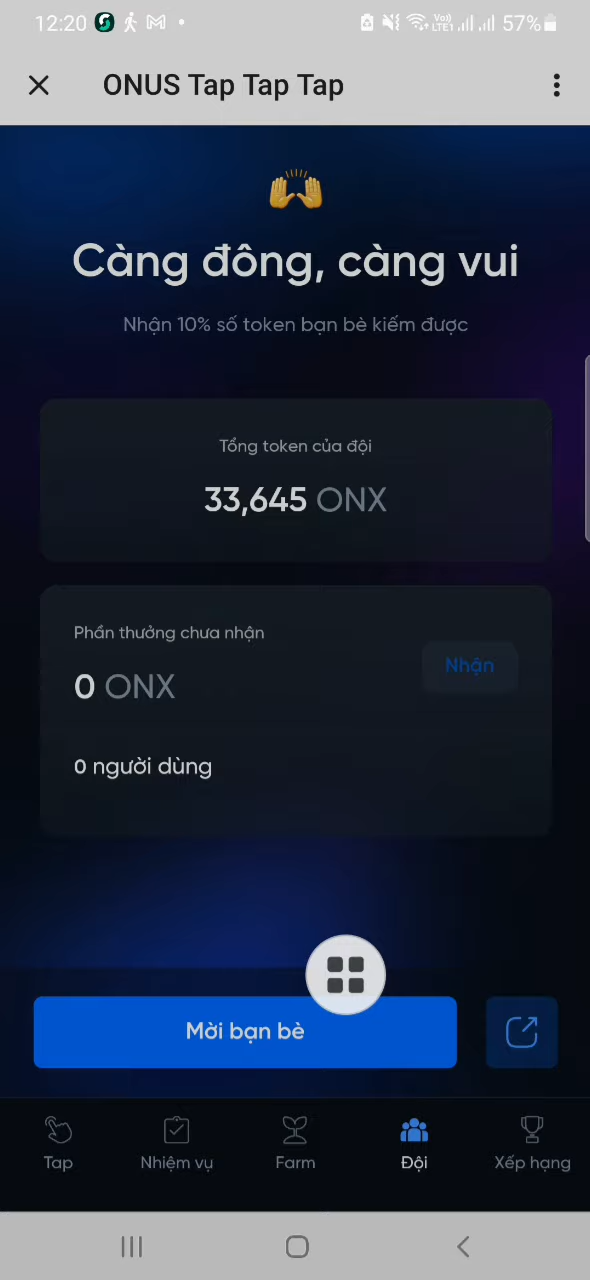 12:20
Vo)) LTE1
57%
ONUS Tap Tap Tap
Càng đông, càng vui
Nhận 10% số token bạn bè kiếm được
Tổng token của đội
33,645 ONX
Phần thưởng chưa nhận
0 ONX
Nhận
0 người dùng
Mời bạn bè
Tap
Nhiệm vụ
Farm
Đội
Xếp hạng